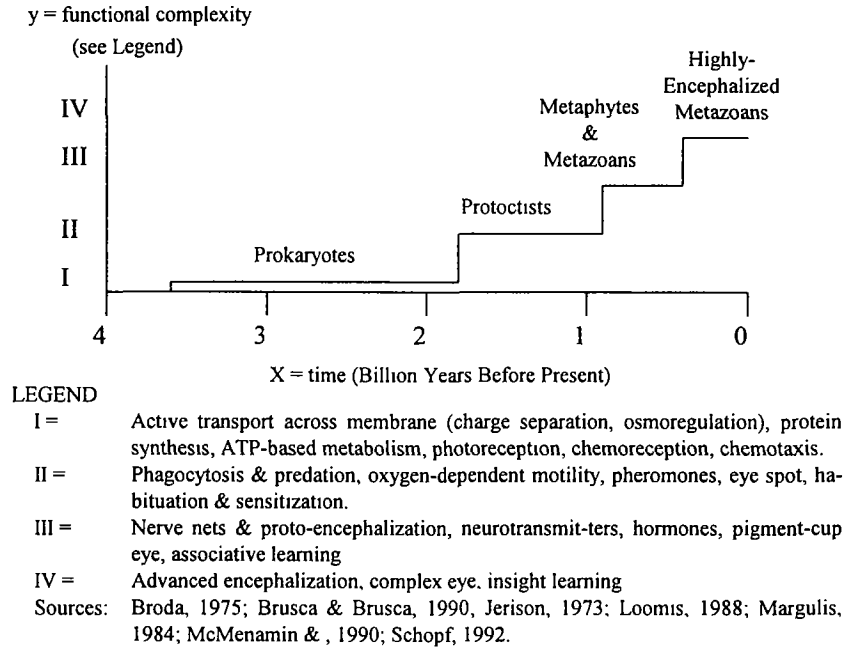 y = functional complexity
(see Legend)
Highly-
Encephalized
Metazoans
IV
Metaphytes
&
Metazoans
III
Protoctists
II
Prokaryotes
I
4 3 2 1 0
X = time (Billion Years Before Present)
LEGEND
I = Active transport across membrane (charge separation, osmoregulation), protein
synthesis, ATP-based metabolism, photoreception, chemoreception, chemotaxis.
II = Phagocytosis & predation, oxygen-dependent motility, pheromones, eye spot, ha-
bituation & sensitization.
III = Nerve nets & proto-encephalization, neurotransmit-ters, hormones, pigment-cup
eye, associative learning
IV = Advanced encephalization, complex eye. insight learning
Sources: Broda, 1975; Brusca & Brusca, 1990, Jerison, 1973; Loomis, 1988; Margulis,
1984; McMenamin & , 1990; Schopf, 1992.